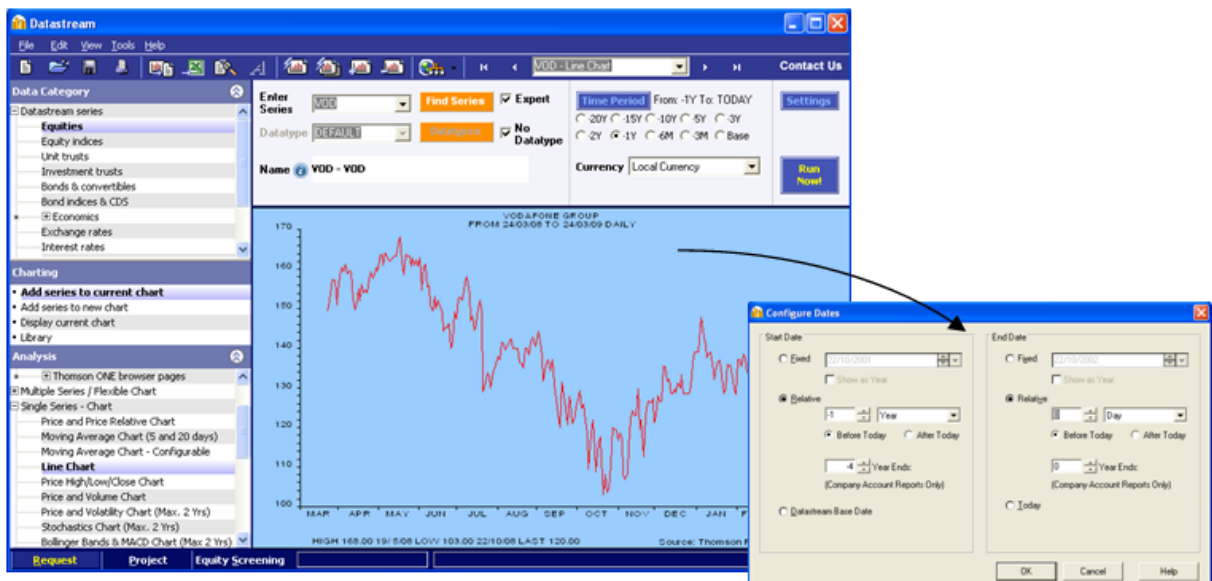 Datastream
File Edit View Tools Help
VOD - Line Chart Contact Us
Data Category
Datastream series
Equities
Equity indices
Unit trusts
Investment trusts
Bonds & convertibles
Bond indices & CDS
Economics
Exchange rates
Interest rates
Charting
Add series to current chart
Add series to new chart
Display current chart
Library
Analysis
Thomson ONE browser pages
Multiple Series / Flexible Chart
Single Series - Chart
Price and Price Relative Chart
Moving Average Chart (5 and 20 days)
Moving Average Chart - Configurable
Line Chart
Price High/Low/Close Chart
Price and Volume Chart
Price and Volatility Chart (Max. 2 Yrs)
Stochastics Chart (Max. 2 Yrs)
Bollinger Bands & MACD Chart (Max 2 Yrs)
Request Project Equity Screening
Enter Series VOD Find Series Expert
Datatype DEFAULT Datatypes No Datatype
Name VOD - VOD
Time Period From: -1Y To: TODAY
-20Y -15Y -10Y -5Y -3Y
-2Y -1Y -6M -3M Base
Currency Local Currency
Settings
Run Now!
VODAFONE GROUP
FROM 24/03/08 TO 24/03/09 DAILY
170
160
150
140
130
120
110
100
MAR APR MAY JUN JUL AUG SEP OCT NOV DEC JAN F
HIGH 168.00 19/5/08 LOW 103.00 22/10/08 LAST 120.00 Source: Thomson
Configure Dates
Start Date
Fixed 22/10/2001
Show as Year
Relative
-1 Year
Before Today After Today
-4 Year Ends:
(Company Account Reports Only)
Datastream Base Date
End Date
Fixed 22/10/2002
Show as Year
Relative
Day
Before Today After Today
0 Year Ends:
(Company Account Reports Only)
Today
OK Cancel Help